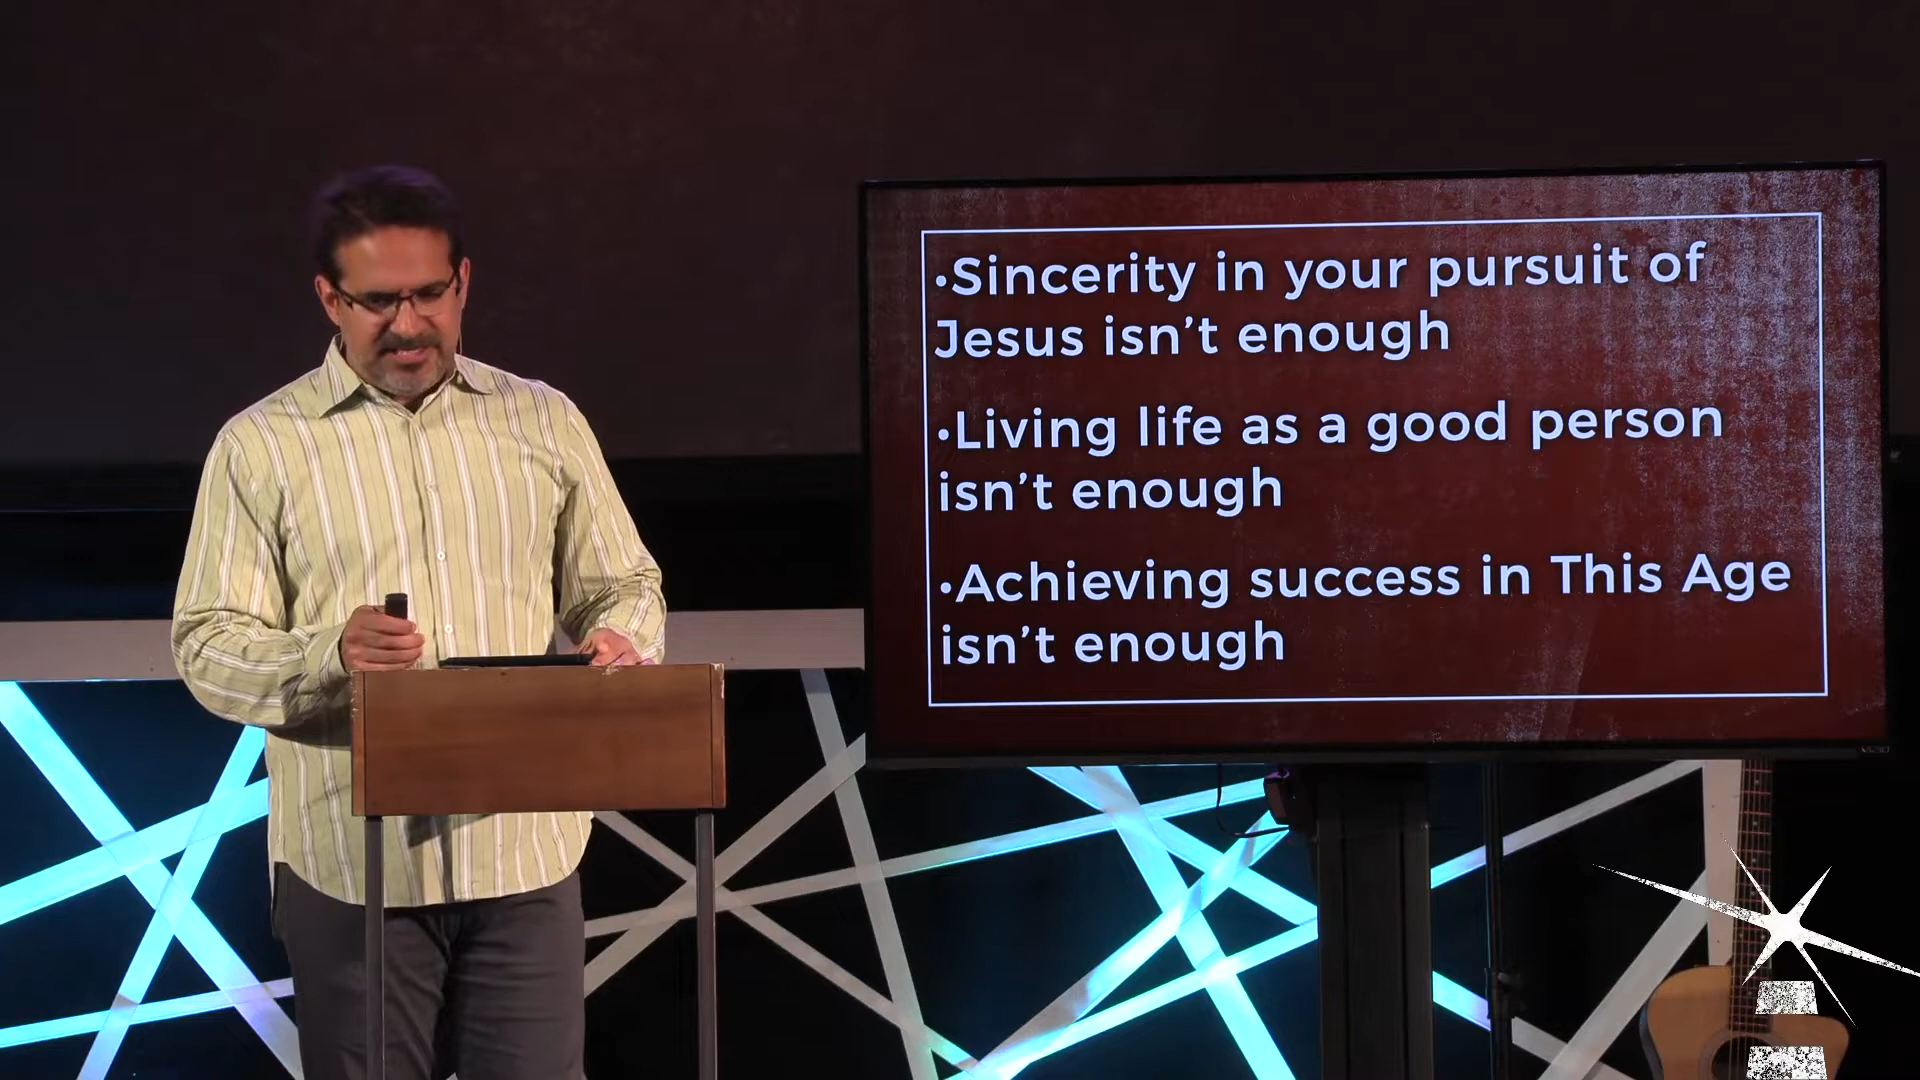 •Sincerity in your pursuit of
Jesus isn’t enough
•Living life as a good person
isn’t enough
•Achieving success in This Age
isn’t enough
VIZIO